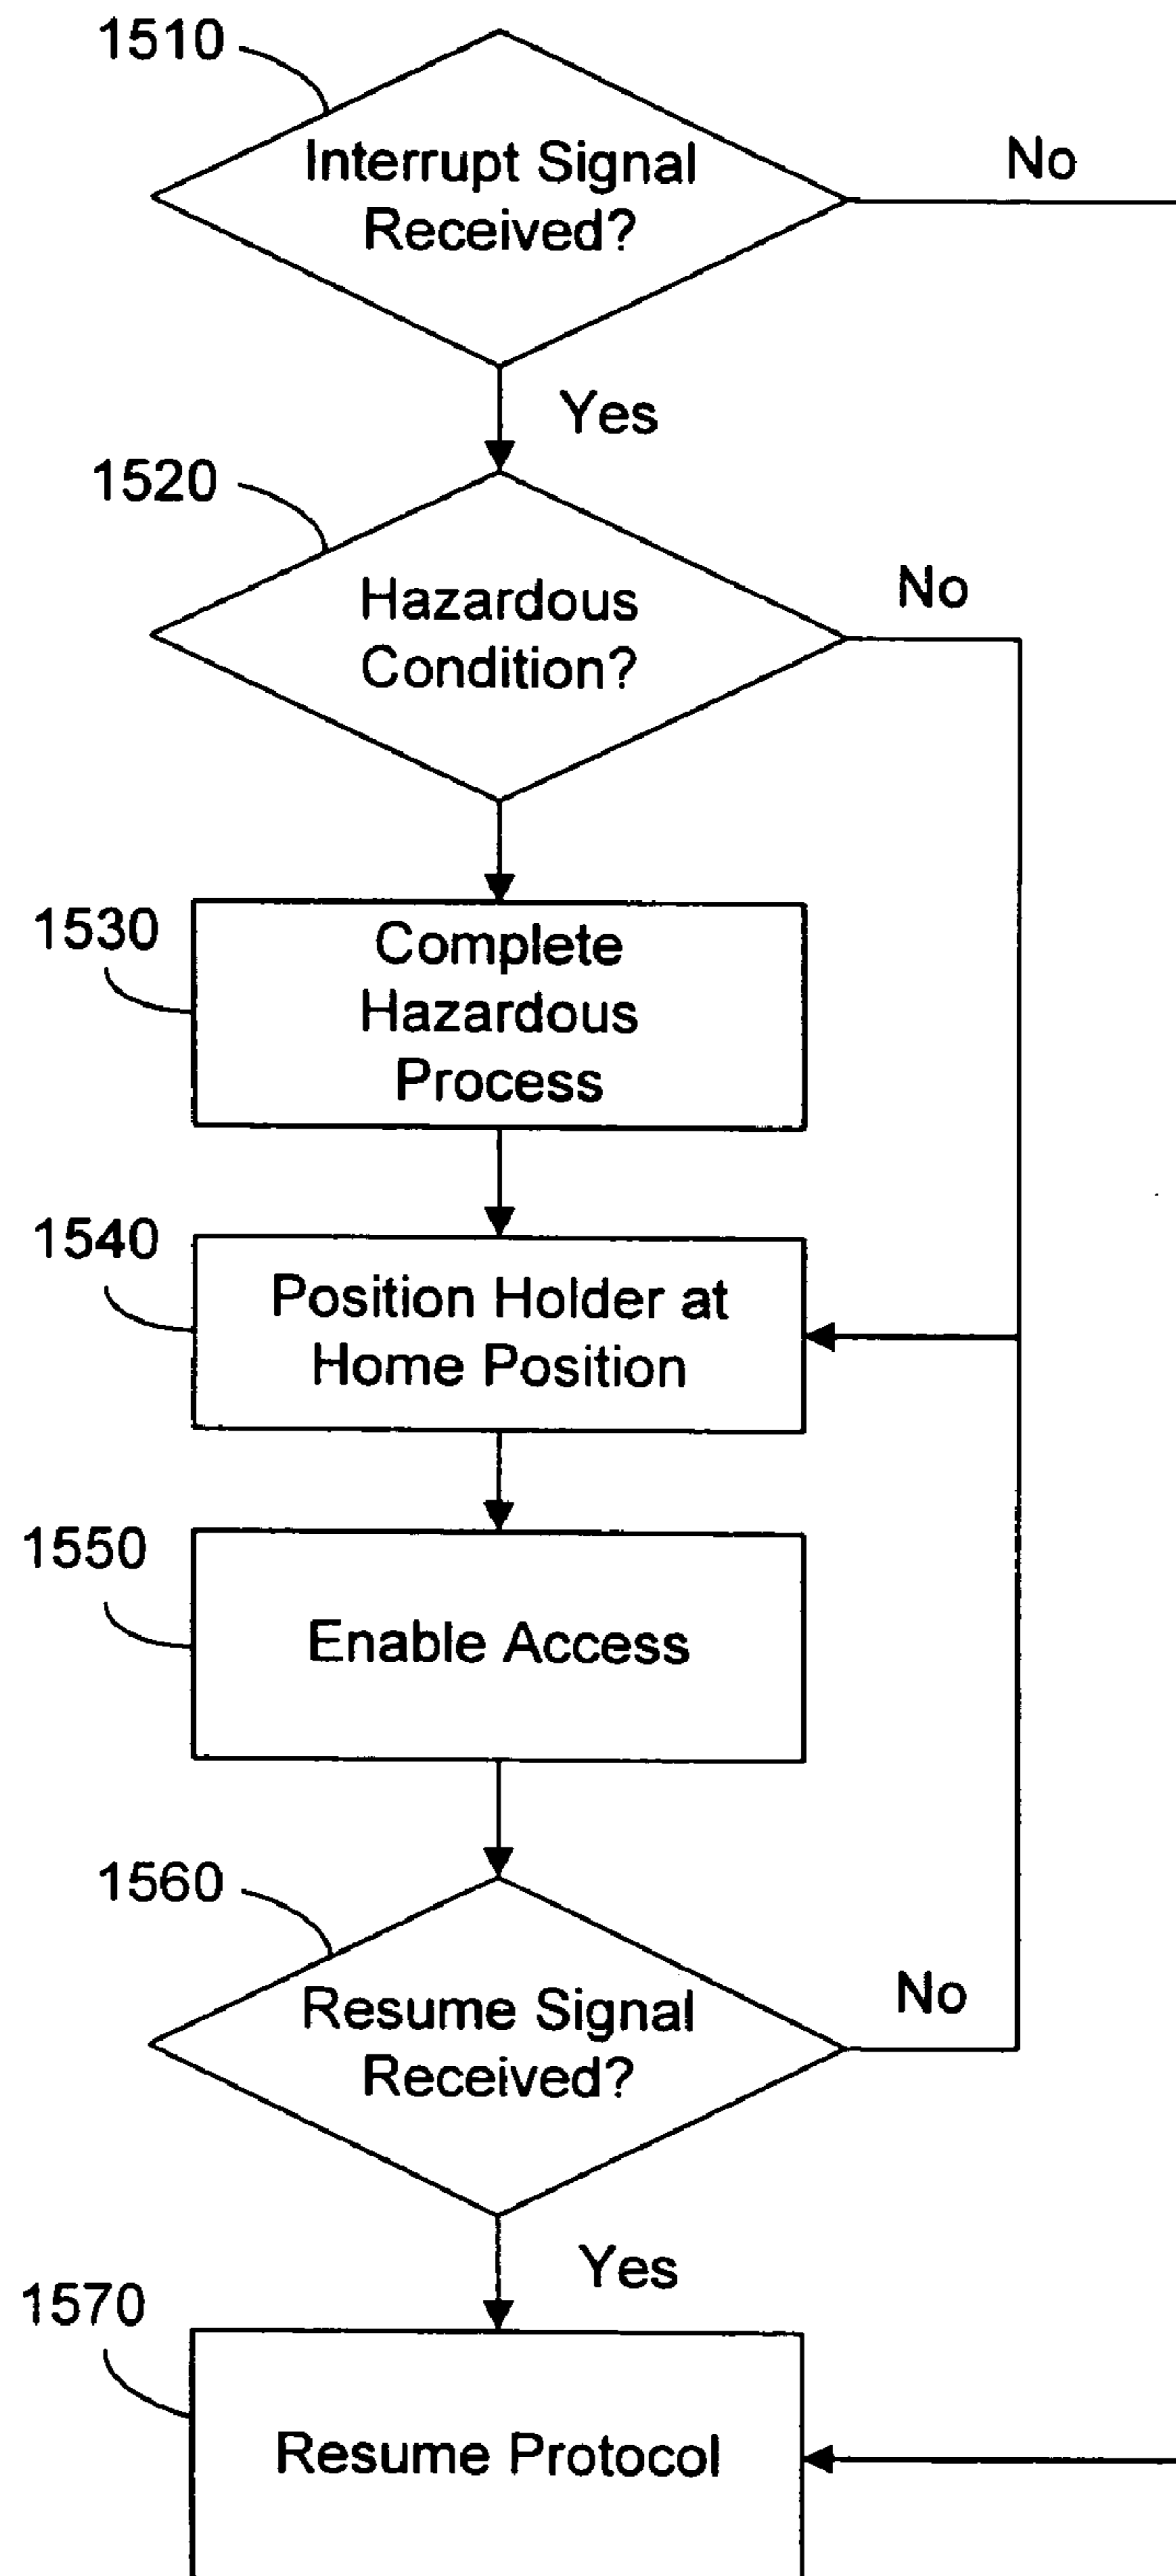 1510
Interrupt Signal
Received?
No
Yes
1520
Hazardous
Condition?
No
1530
Complete
Hazardous
Process
1540
Position Holder at
Home Position
1550
Enable Access
1560
Resume Signal
Received?
No
Yes
1570
Resume Protocol